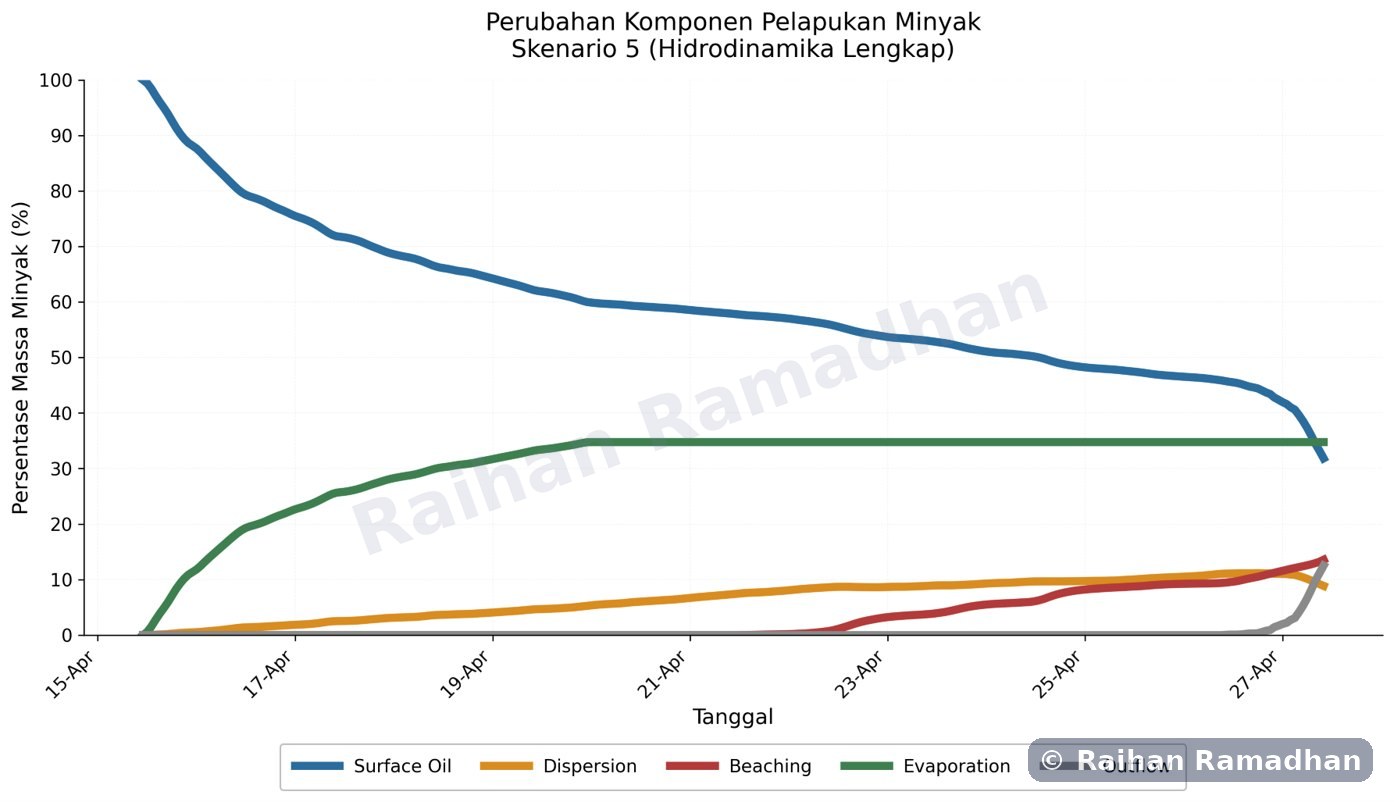 Perubahan Komponen Pelapukan Minyak
Skenario 5 (Hidrodinamika Lengkap)
Persentase Massa Minyak (%)
100
90
80
70
60
50
40
30
20
10
0
Raihan Ramadhan
15-Apr
17-Apr
19-Apr
21-Apr
23-Apr
25-Apr
27-Apr
Tanggal
Surface Oil
Dispersion
Beaching
Evaporation
Outflow
© Raihan Ramadhan